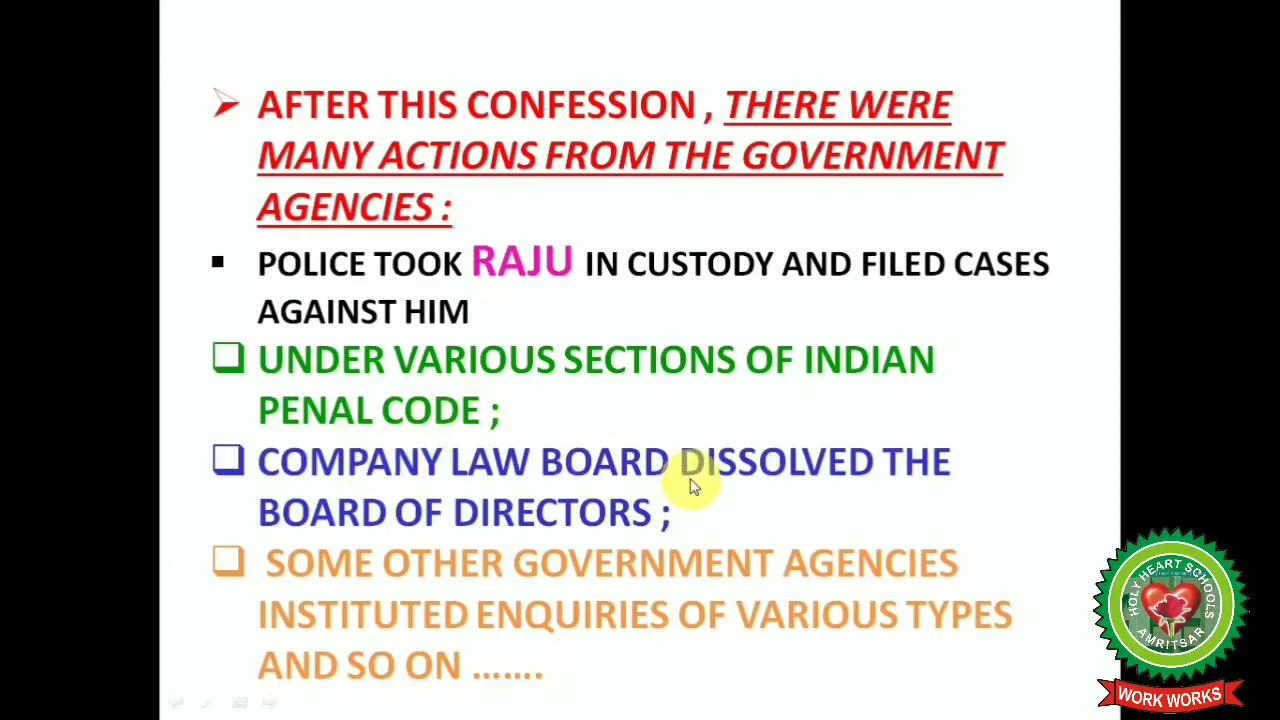 AFTER THIS CONFESSION , THERE WERE
MANY ACTIONS FROM THE GOVERNMENT
AGENCIES :
POLICE TOOK RAJU IN CUSTODY AND FILED CASES
AGAINST HIM
UNDER VARIOUS SECTIONS OF INDIAN
PENAL CODE ;
COMPANY LAW BOARD DISSOLVED THE
BOARD OF DIRECTORS ;
SOME OTHER GOVERNMENT AGENCIES
INSTITUTED ENQUIRIES OF VARIOUS TYPES
AND SO ON …….
HOLY HEART SCHOOLS
AMRITSAR
WORK WORKS